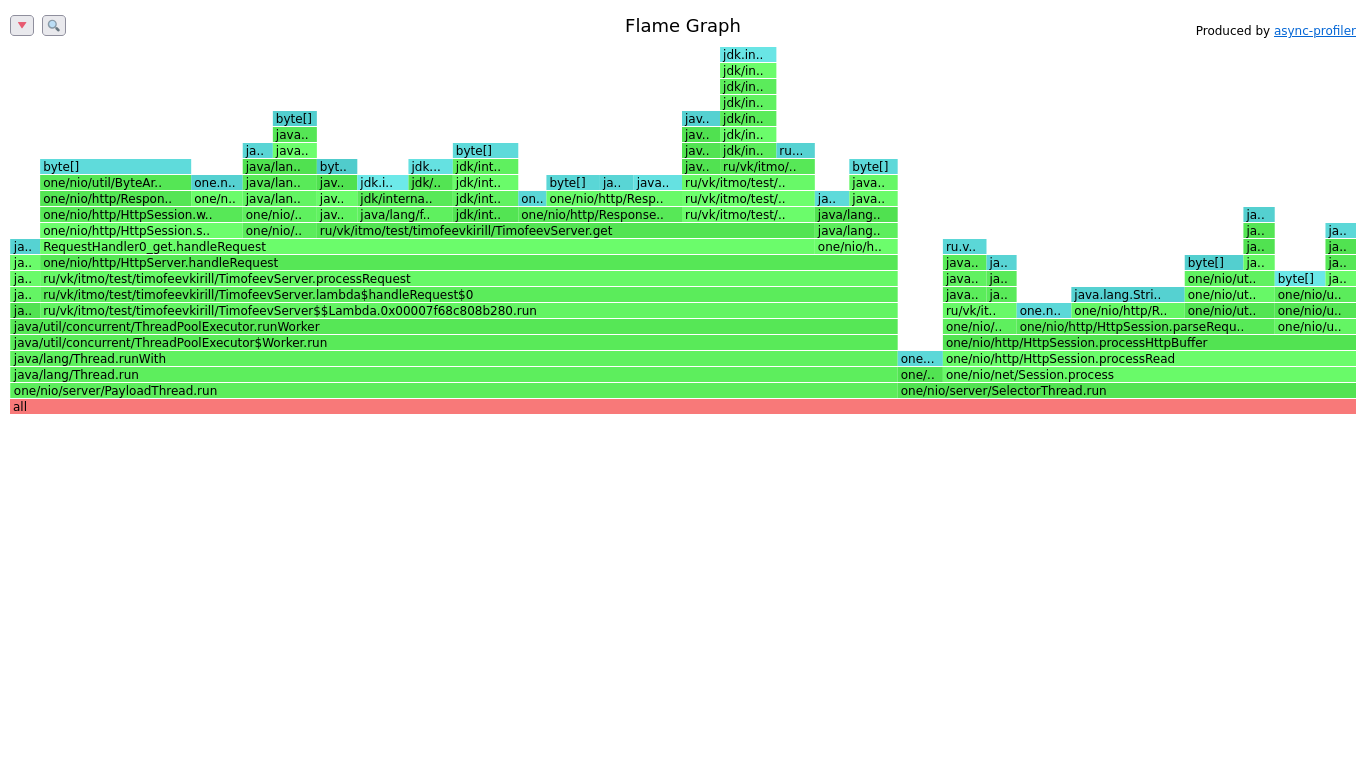 Flame Graph
Produced by async-profiler
jdk.in..
jdk/in..
jdk/in..
jdk/in..
byte[] jav.. jdk/in..
java.. jav.. jdk/in..
ja.. java.. byte[] jav.. jdk/in.. ru...
byte[] java/lan.. byt.. jdk... jdk/int.. jav.. ru/vk/itmo/.. byte[]
one/nio/util/ByteAr.. one.n.. java/lan.. jav.. jdk.i.. jdk/.. jdk/int.. byte[] ja.. java.. ru/vk/itmo/test/.. java..
one/nio/http/Respon.. one/n.. java/lan.. jav.. jdk/interna.. jdk/int.. on.. one/nio/http/Resp.. ru/vk/itmo/test/.. ja.. java..
one/nio/http/HttpSession.w.. one/nio/.. jav.. java/lang/f.. jdk/int.. one/nio/http/Response.. ru/vk/itmo/test/.. java/lang.. ja..
one/nio/http/HttpSession.s.. one/nio/.. ru/vk/itmo/test/timofeevkirill/TimofeevServer.get java/lang.. ja.. ja..
ja.. RequestHandler0_get.handleRequest one/nio/h.. ru.v.. ja.. ja..
ja.. one/nio/http/HttpServer.handleRequest java.. ja.. byte[] ja.. ja..
ja.. ru/vk/itmo/test/timofeevkirill/TimofeevServer.processRequest java.. ja.. one/nio/ut.. byte[] ja..
ja.. ru/vk/itmo/test/timofeevkirill/TimofeevServer.lambda$handleRequest$0 java.. ja.. java.lang.Stri.. one/nio/ut.. one/nio/u..
ja.. ru/vk/itmo/test/timofeevkirill/TimofeevServer$$Lambda.0x00007f68c808b280.run ru/vk/it.. one.n.. one/nio/http/R.. one/nio/ut.. one/nio/u..
java/util/concurrent/ThreadPoolExecutor.runWorker one/nio/.. one/nio/http/HttpSession.parseRequ.. one/nio/u..
java/util/concurrent/ThreadPoolExecutor$Worker.run one/nio/http/HttpSession.processHttpBuffer
java/lang/Thread.runWith one... one/nio/http/HttpSession.processRead
java/lang/Thread.run one/.. one/nio/net/Session.process
one/nio/server/PayloadThread.run one/nio/server/SelectorThread.run
all